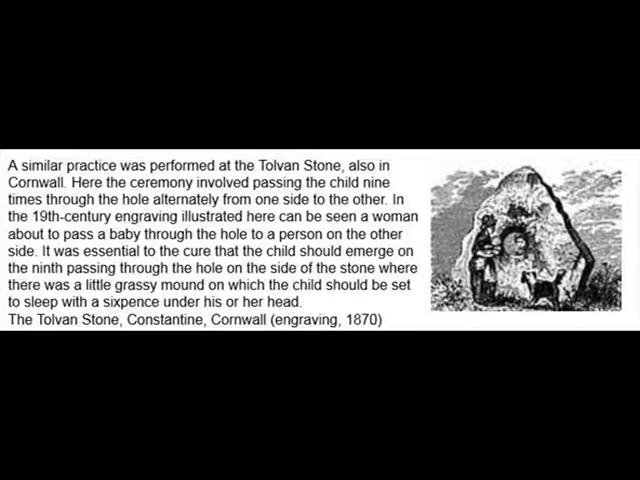 A similar practice was performed at the Tolvan Stone, also in
Cornwall. Here the ceremony involved passing the child nine
times through the hole alternately from one side to the other. In
the 19th-century engraving illustrated here can be seen a woman
about to pass a baby through the hole to a person on the other
side. It was essential to the cure that the child should emerge on
the ninth passing through the hole on the side of the stone where
there was a little grassy mound on which the child should be set
to sleep with a sixpence under his or her head.
The Tolvan Stone, Constantine, Cornwall (engraving, 1870)